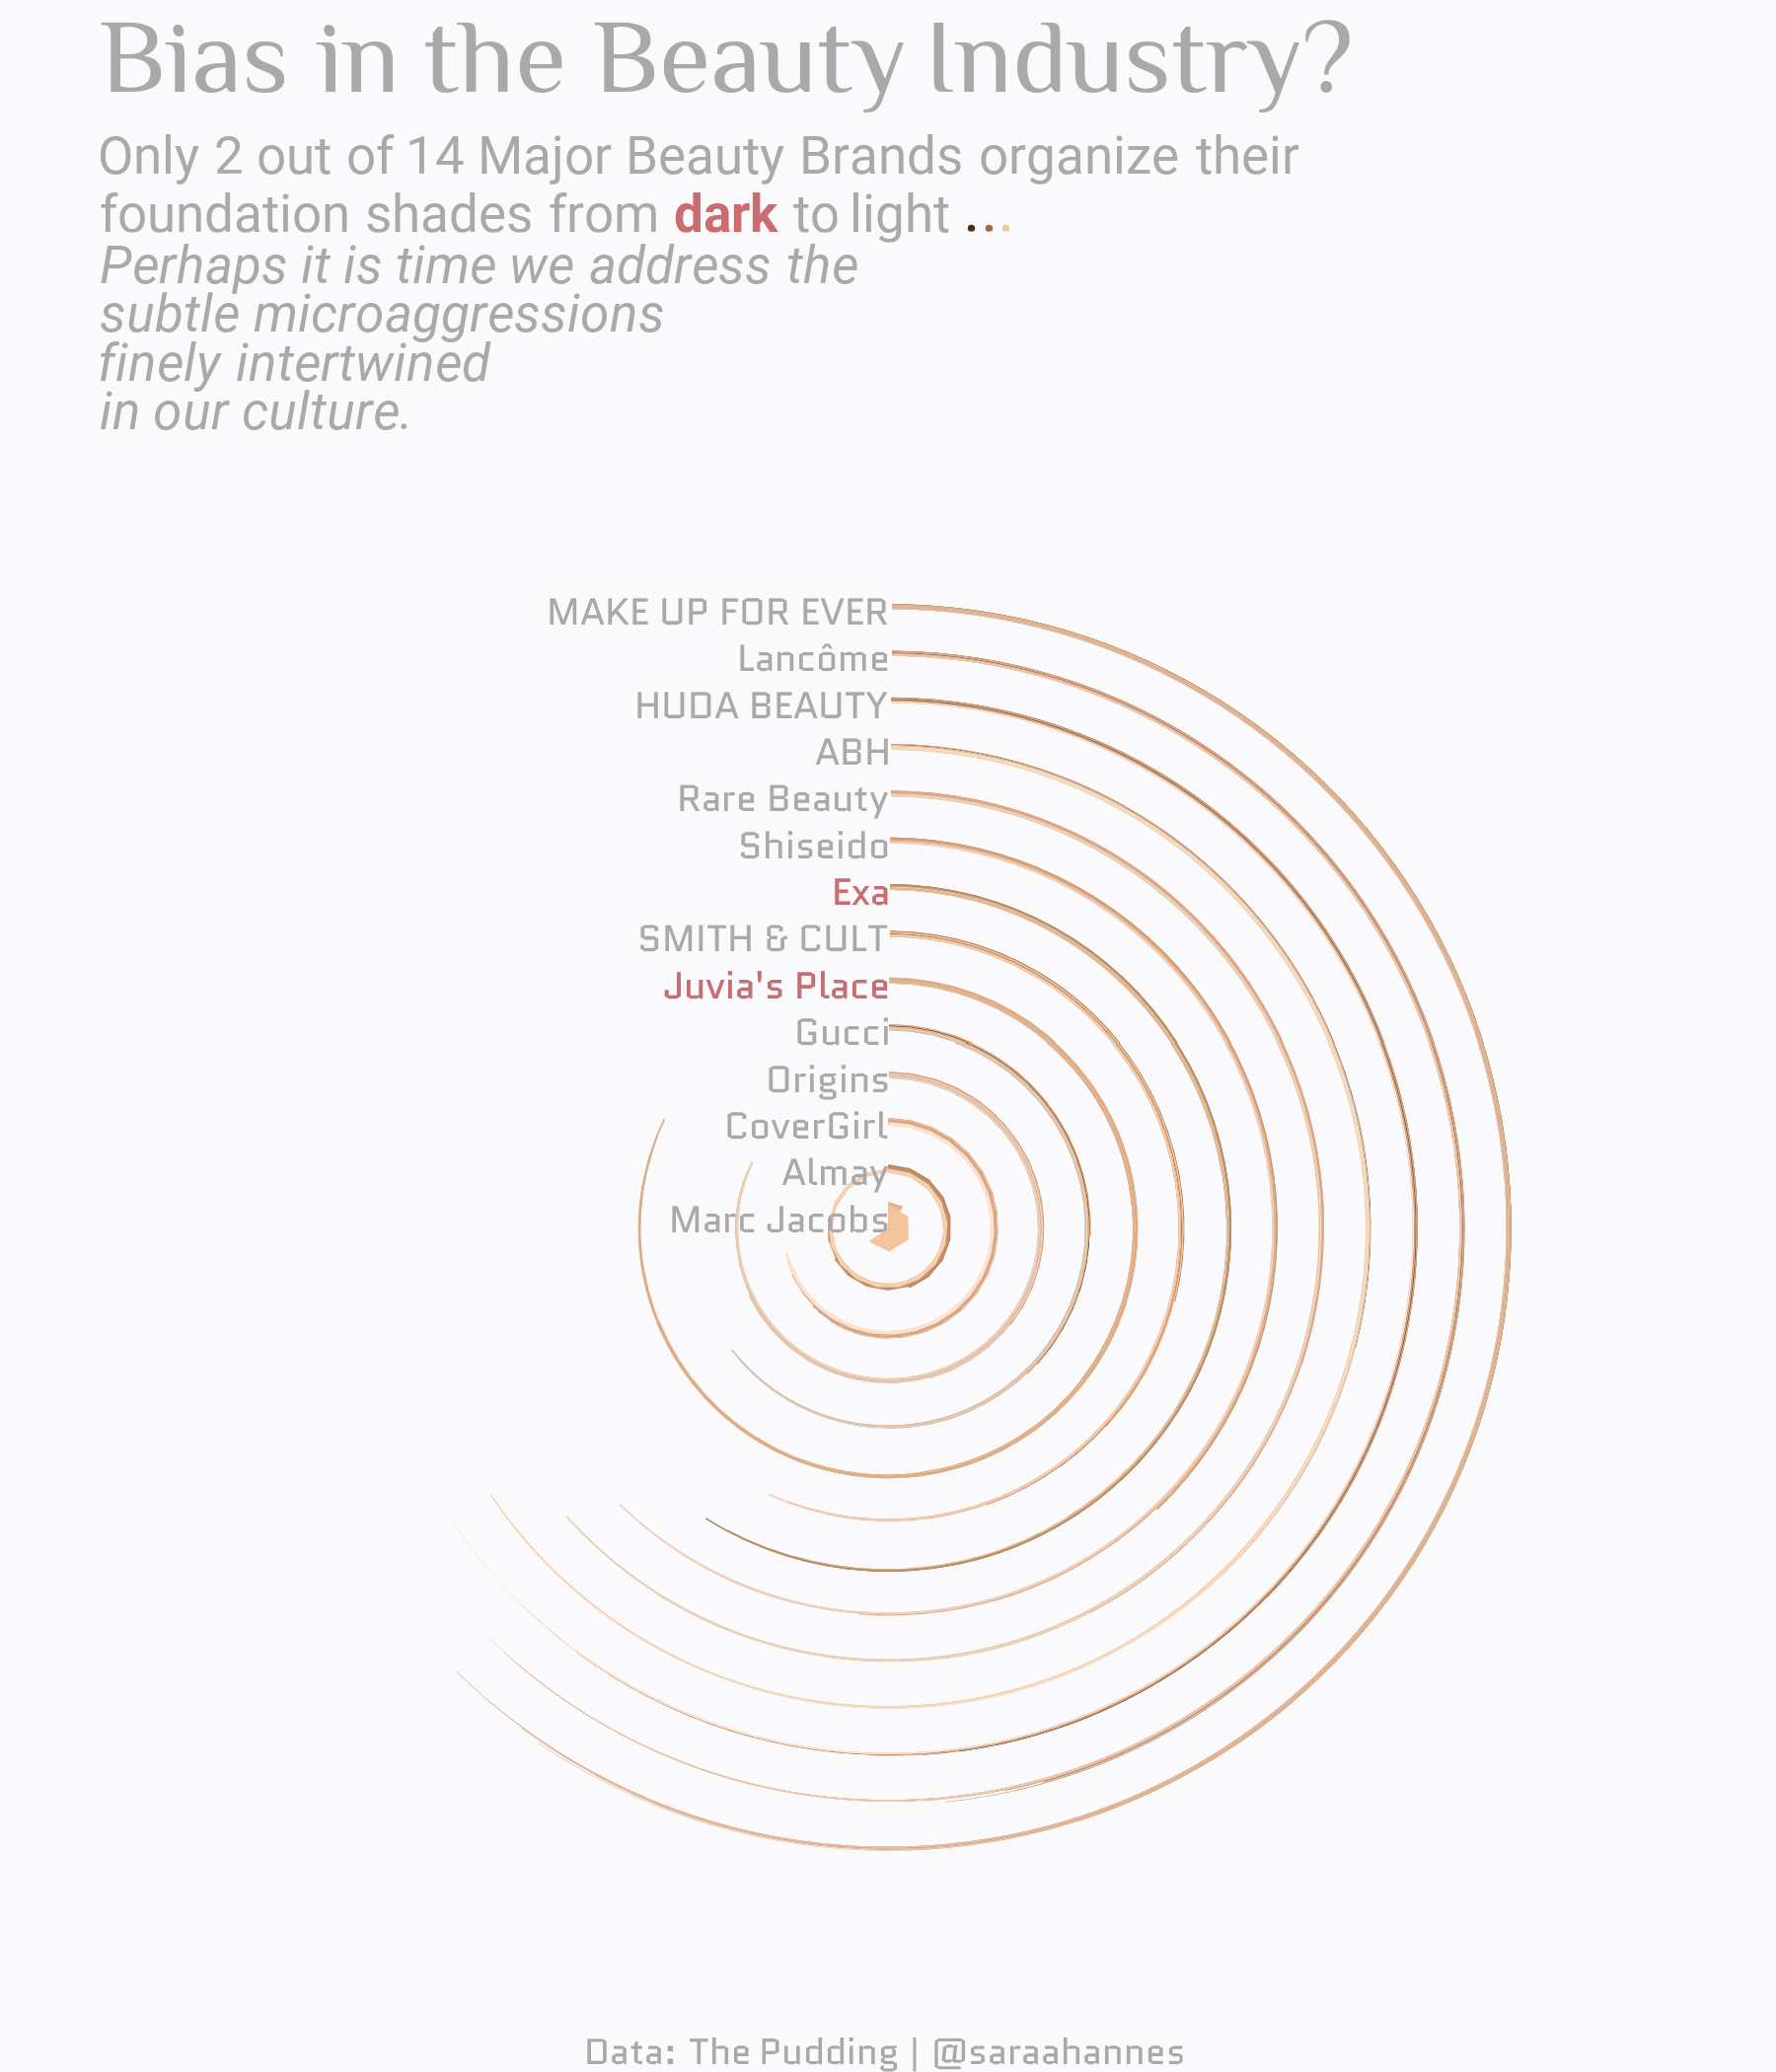 Bias in the Beauty Industry?
Only 2 out of 14 Major Beauty Brands organize their
foundation shades from dark to light ...
Perhaps it is time we address the
subtle microaggressions
finely intertwined
in our culture.
MAKE UP FOR EVER
Lancôme
HUDA BEAUTY
ABH
Rare Beauty
Shiseido
Exa
SMITH & CULT
Juvia's Place
Gucci
Origins
CoverGirl
Almay
Marc Jacobs
Data: The Pudding | @saraahannes